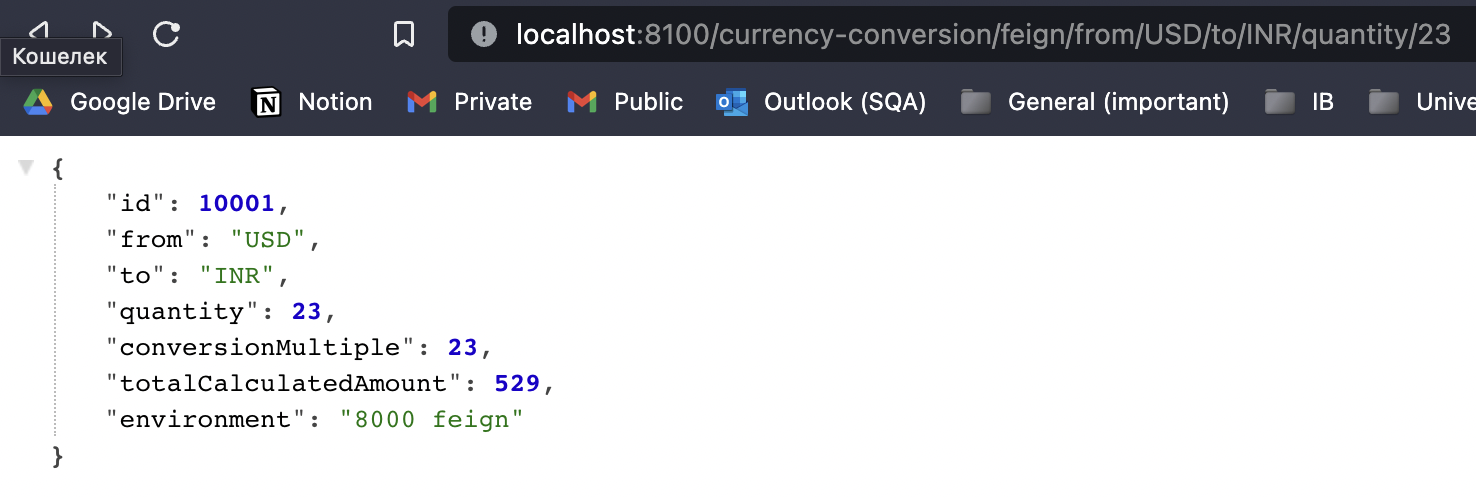 localhost:8100/currency-conversion/feign/from/USD/to/INR/quantity/23
Кошелек
Google Drive Notion Private Public Outlook (SQA) General (important) IB Unive
{
"id": 10001,
"from": "USD",
"to": "INR",
"quantity": 23,
"conversionMultiple": 23,
"totalCalculatedAmount": 529,
"environment": "8000 feign"
}